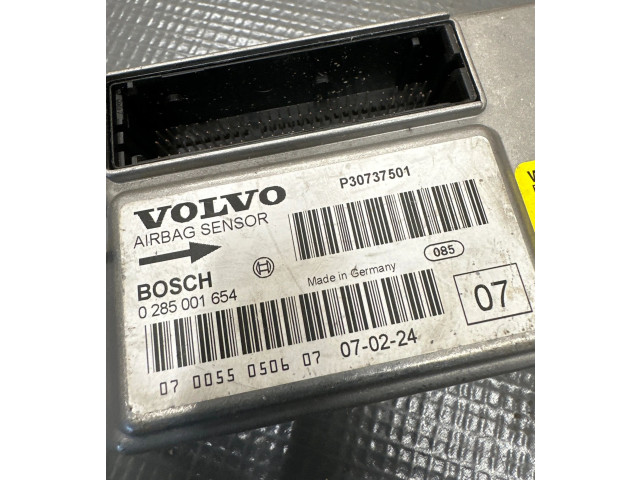 P30737501
VOLVO
AIRBAG SENSOR
085
BOSCH
Made in Germany
0 285 001 654
07
07-02-24
07 0055 0506 07